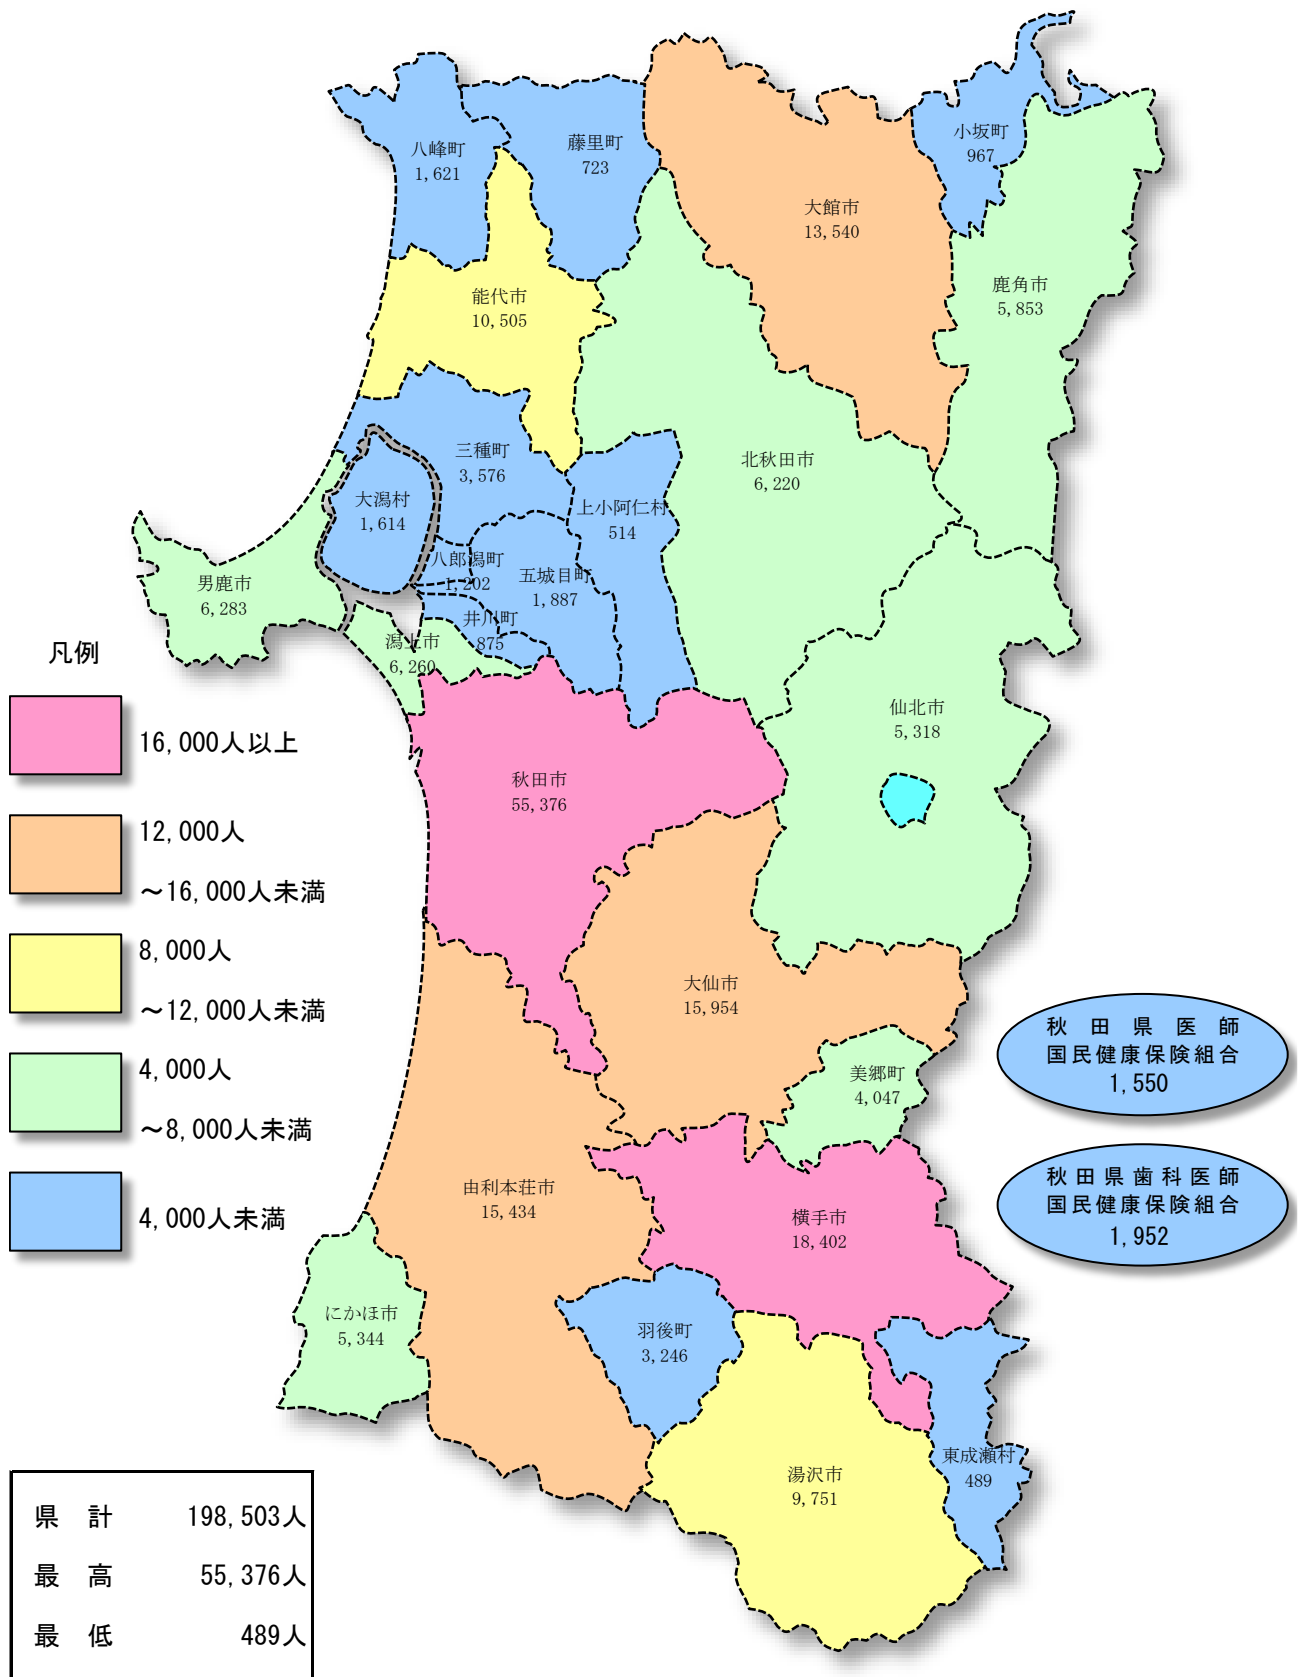 八峰町
1,621
藤里町
723
小坂町
967
大館市
13,540
鹿角市
5,853
能代市
10,505
三種町
3,576
北秋田市
6,220
大潟村
1,614
上小阿仁村
514
八郎潟町
1,202
五城目町
1,887
男鹿市
6,283
井川町
875
潟上市
6,260
仙北市
5,318
秋田市
55,376
大仙市
15,954
美郷町
4,047
由利本荘市
15,434
横手市
18,402
にかほ市
5,344
羽後町
3,246
湯沢市
9,751
東成瀬村
489
凡例
16,000人以上
12,000人
～16,000人未満
8,000人
～12,000人未満
4,000人
～8,000人未満
4,000人未満
秋田県医師
国民健康保険組合
1,550
秋田県歯科医師
国民健康保険組合
1,952
県計 198,503人
最高 55,376人
最低 489人